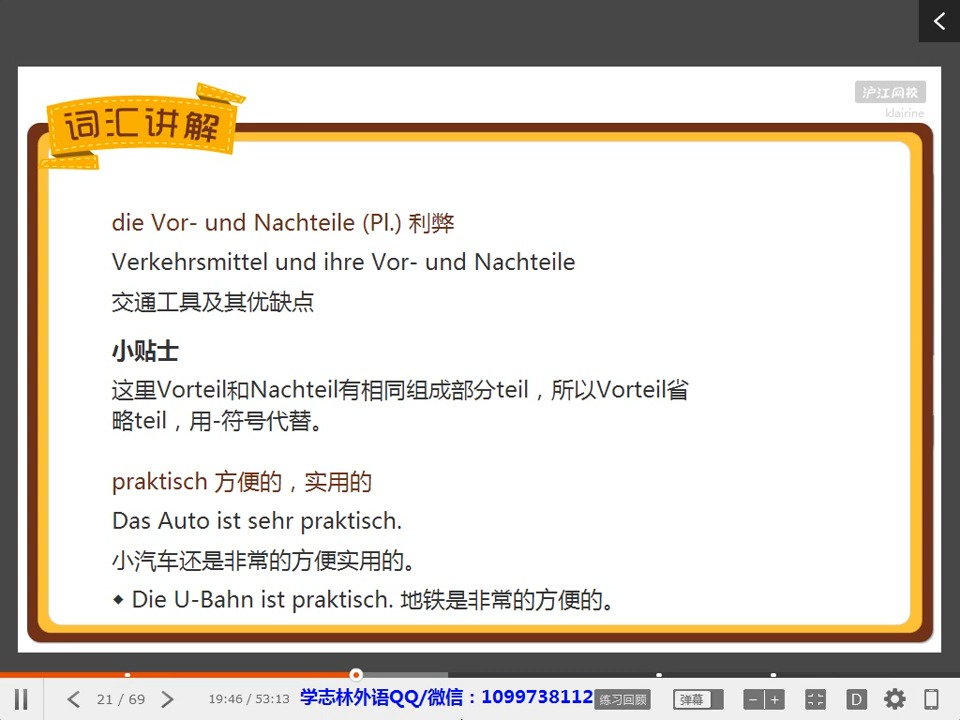 沪江网校
klairine
词汇讲解
die Vor- und Nachteile (Pl.) 利弊
Verkehrsmittel und ihre Vor- und Nachteile
交通工具及其优缺点
小贴士
这里Vorteil和Nachteil有相同组成部分teil，所以Vorteil省
略teil，用-符号代替。
praktisch 方便的，实用的
Das Auto ist sehr praktisch.
小汽车还是非常的方便实用的。
◆ Die U-Bahn ist praktisch. 地铁是非常的方便的。
21 / 69 19:46 / 53:13 学志林外语QQ/微信：1099738112 练习回顾 弹幕 - + D